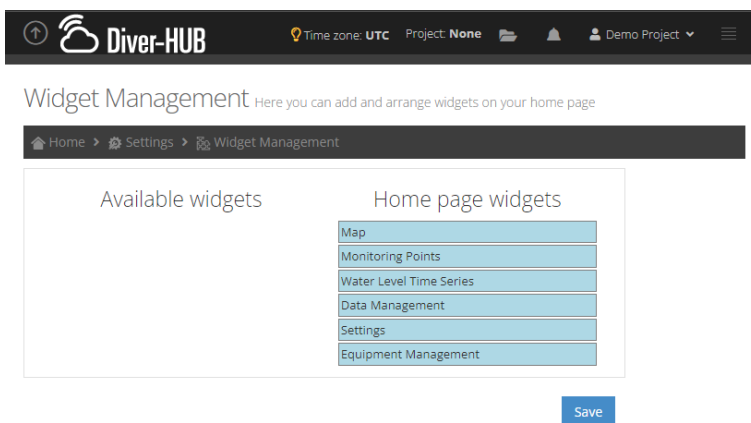 Diver-HUB Time zone: UTC Project: None Demo Project
Widget Management Here you can add and arrange widgets on your home page
Home > Settings > Widget Management
Available widgets
Home page widgets
Map
Monitoring Points
Water Level Time Series
Data Management
Settings
Equipment Management
Save